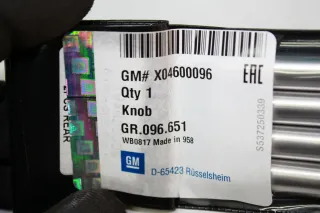 GM# X04600096
EAC
Qty 1
Knob
GR.096.651
WB0817 Made in 958
GM
D-65423 Rüsselsheim
S537250339